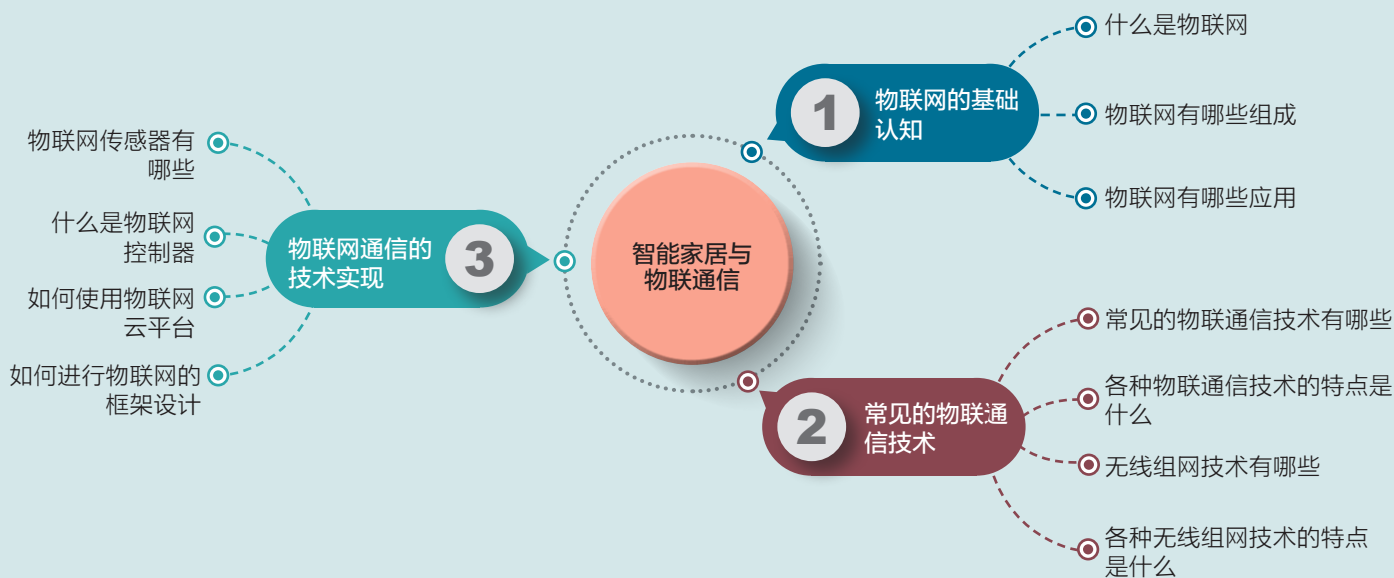 智能家居与
物联通信
1
物联网的基础
认知
什么是物联网
物联网有哪些组成
物联网有哪些应用
2
常见的物联通
信技术
常见的物联通信技术有哪些
各种物联通信技术的特点是
什么
无线组网技术有哪些
各种无线组网技术的特点
是什么
3
物联网通信的
技术实现
物联网传感器有
哪些
什么是物联网
控制器
如何使用物联网
云平台
如何进行物联网的
框架设计